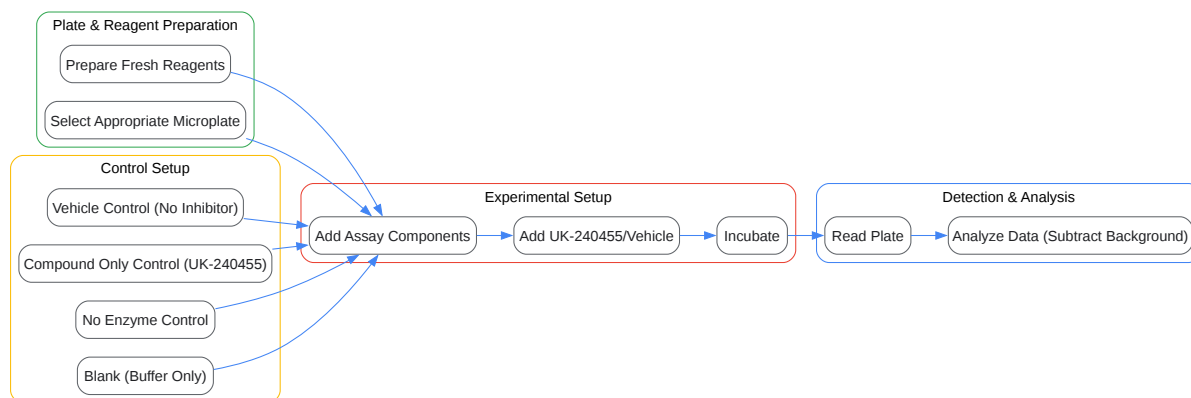 Plate & Reagent Preparation
Prepare Fresh Reagents
Select Appropriate Microplate
Control Setup
Vehicle Control (No Inhibitor)
Compound Only Control (UK-240455)
No Enzyme Control
Blank (Buffer Only)
Experimental Setup
Add Assay Components
Add UK-240455/Vehicle
Incubate
Detection & Analysis
Read Plate
Analyze Data (Subtract Background)